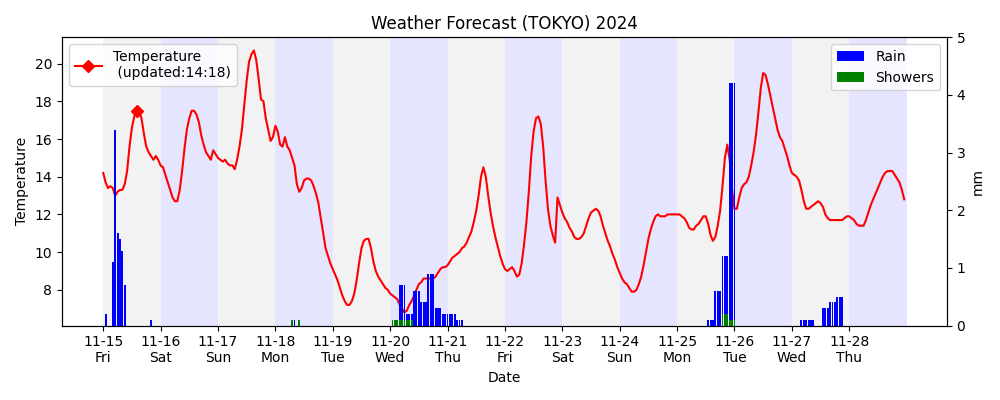 Weather Forecast (TOKYO) 2024
Temperature
(updated:14:18)
Rain
Showers
Temperature
20
18
16
14
12
10
8
5
4
3
2
1
0
mm
11-15 11-16 11-17 11-18 11-19 11-20 11-21 11-22 11-23 11-24 11-25 11-26 11-27 11-28
Fri Sat Sun Mon Tue Wed Thu Fri Sat Sun Mon Tue Wed Thu
Date